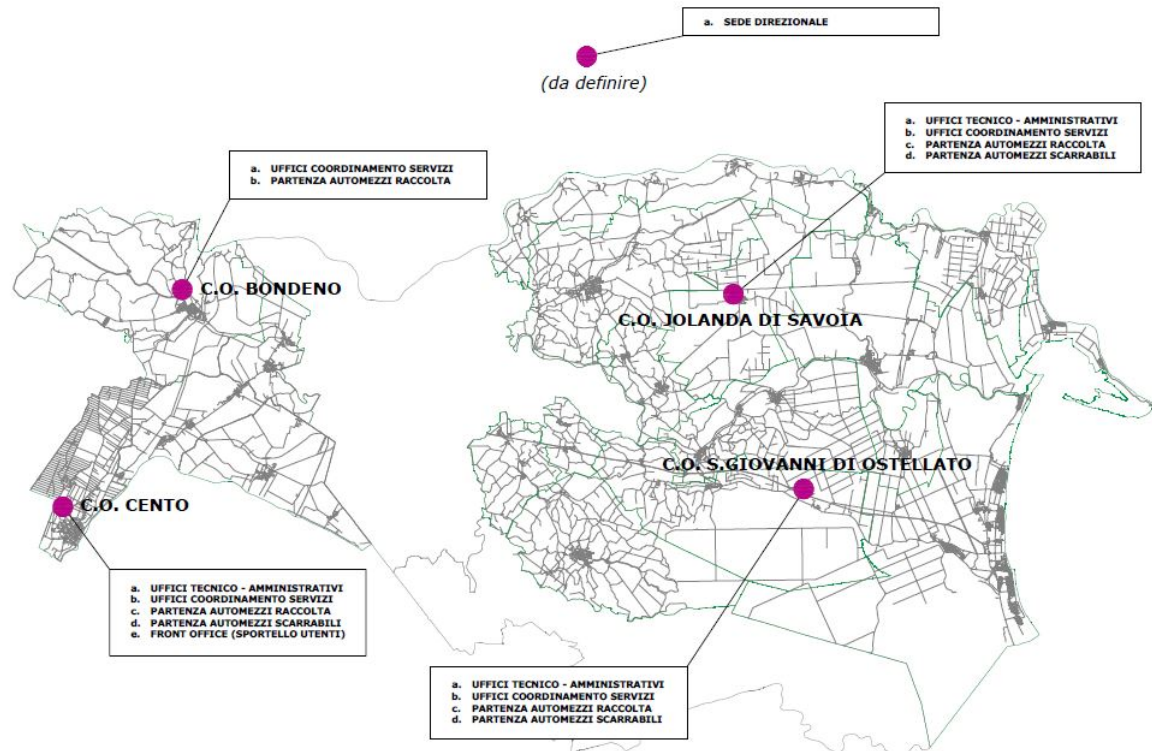 a. SEDE DIREZIONALE
(da definire)
a. UFFICI TECNICO - AMMINISTRATIVI
b. UFFICI COORDINAMENTO SERVIZI
c. PARTENZA AUTOMEZZI RACCOLTA
d. PARTENZA AUTOMEZZI SCARRABILI
a. UFFICI COORDINAMENTO SERVIZI
b. PARTENZA AUTOMEZZI RACCOLTA
C.O. BONDENO
C.O. JOLANDA DI SAVOIA
C.O. S.GIOVANNI DI OSTELLATO
C.O. CENTO
a. UFFICI TECNICO - AMMINISTRATIVI
b. UFFICI COORDINAMENTO SERVIZI
c. PARTENZA AUTOMEZZI RACCOLTA
d. PARTENZA AUTOMEZZI SCARRABILI
e. FRONT OFFICE (SPORTELLO UTENTI)
a. UFFICI TECNICO - AMMINISTRATIVI
b. UFFICI COORDINAMENTO SERVIZI
c. PARTENZA AUTOMEZZI RACCOLTA
d. PARTENZA AUTOMEZZI SCARRABILI